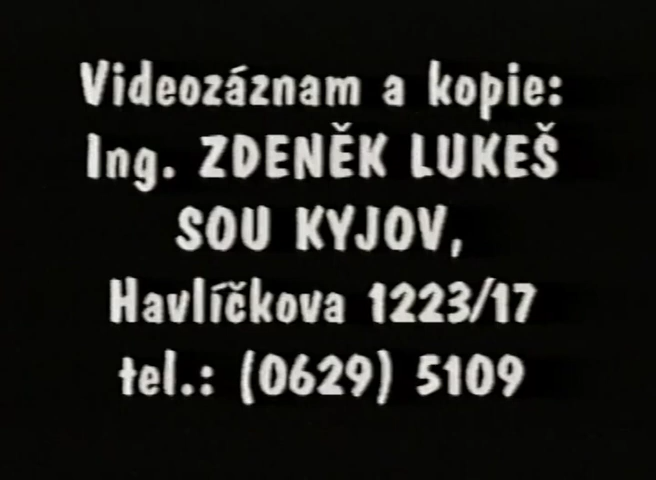 Videozáznam a kopie:
Ing. ZDENĚK LUKEŠ
SOU KYJOV,
Havlíčkova 1223/17
tel.: (0629) 5109